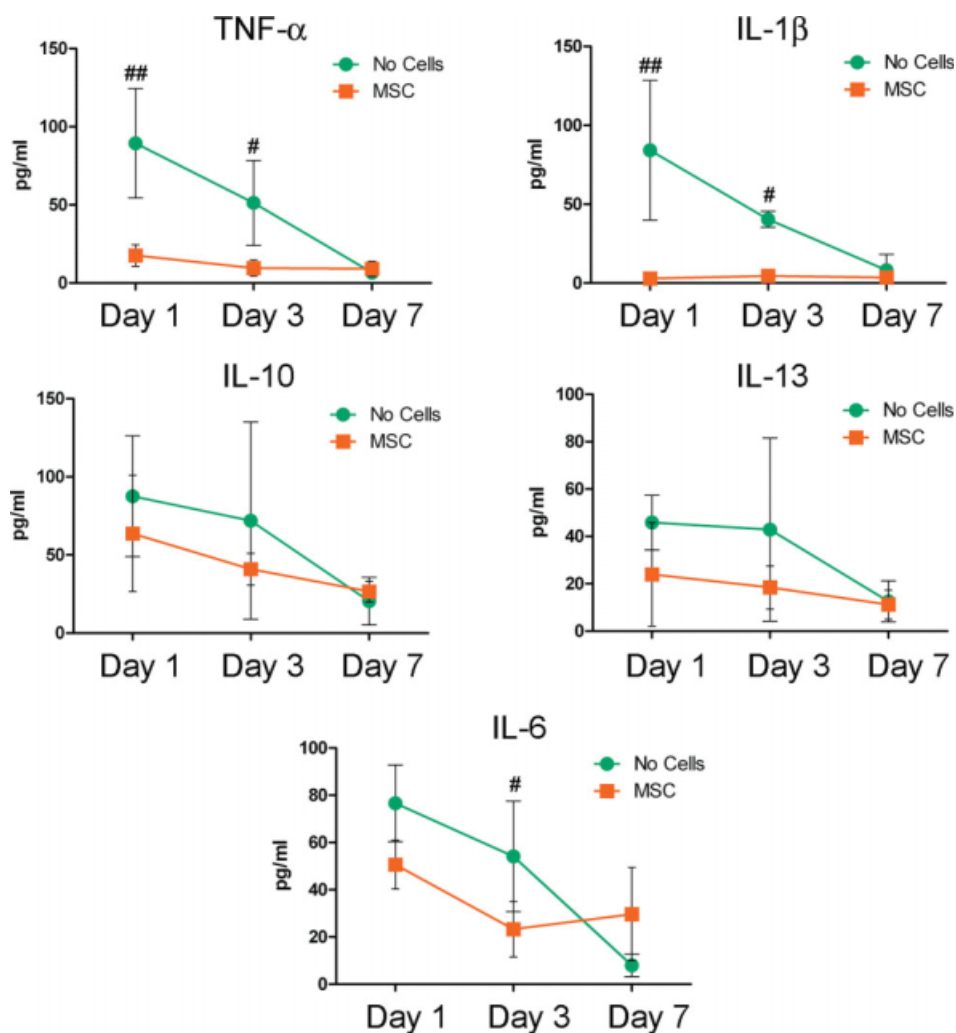 TNF-α
150
100
50
0
pg/ml
##
#
No Cells
MSC
Day 1 Day 3 Day 7
IL-1β
150
100
50
0
pg/ml
##
#
No Cells
MSC
Day 1 Day 3 Day 7
IL-10
150
100
50
0
pg/ml
No Cells
MSC
Day 1 Day 3 Day 7
IL-13
100
80
60
40
20
0
pg/ml
No Cells
MSC
Day 1 Day 3 Day 7
IL-6
100
80
60
40
20
0
pg/ml
#
No Cells
MSC
Day 1 Day 3 Day 7